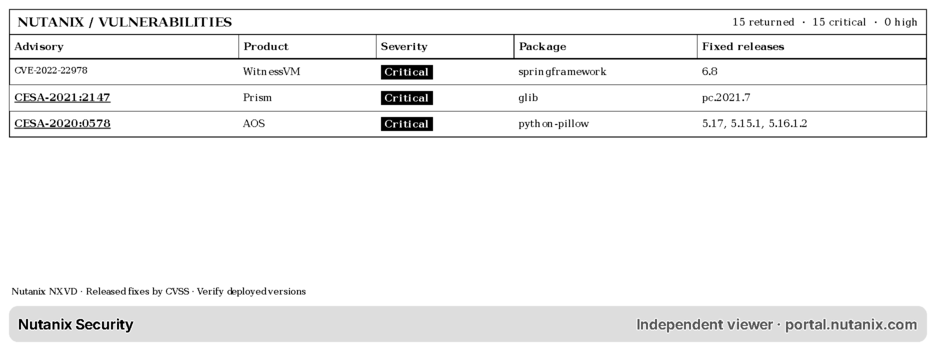 NUTANIX / VULNERABILITIES 15 returned · 15 critical · 0 high
Advisory Product Severity Package Fixed releases
CVE-2022-22978 WitnessVM Critical springframework 6.8
CESA-2021:2147 Prism Critical glib pc.2021.7
CESA-2020:0578 AOS Critical python-pillow 5.17, 5.15.1, 5.16.1.2
Nutanix NXVD · Released fixes by CVSS · Verify deployed versions
Nutanix Security Independent viewer · portal.nutanix.com